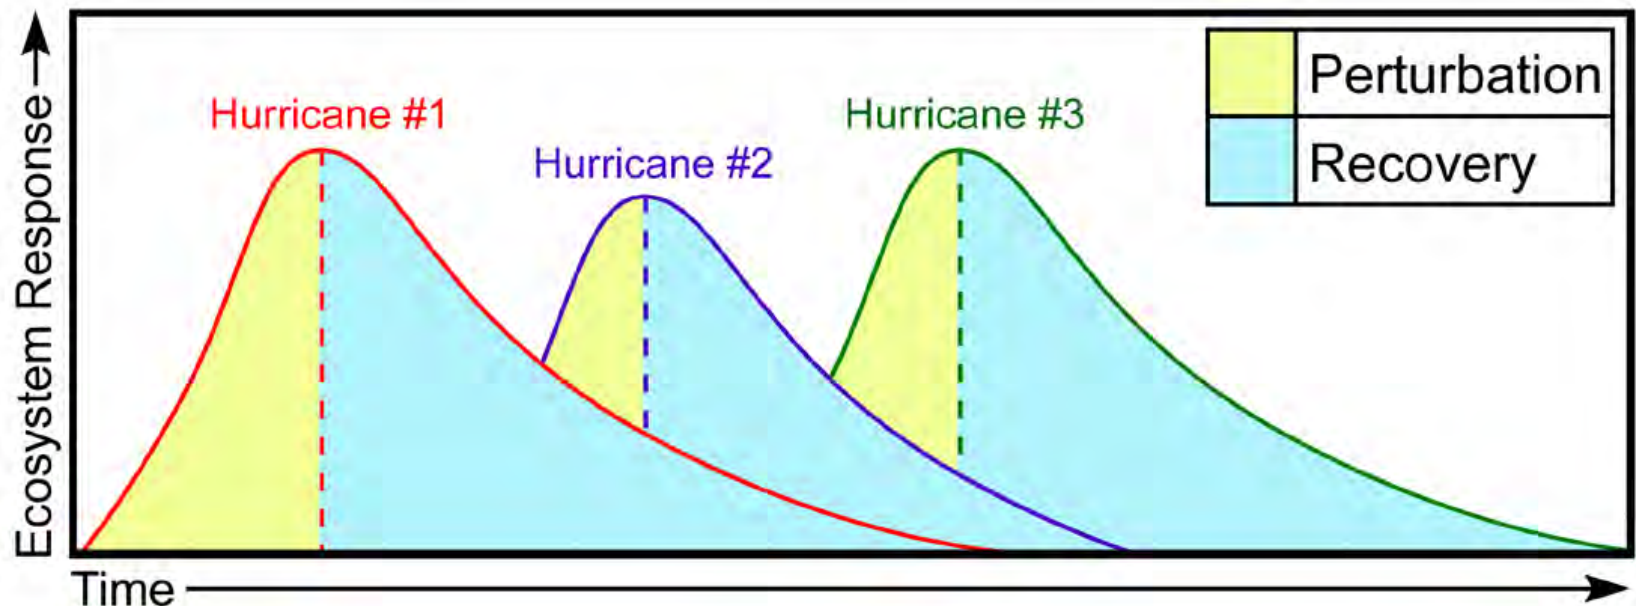 Ecosystem Response
Hurricane #1
Hurricane #2
Hurricane #3
Perturbation
Recovery
Time